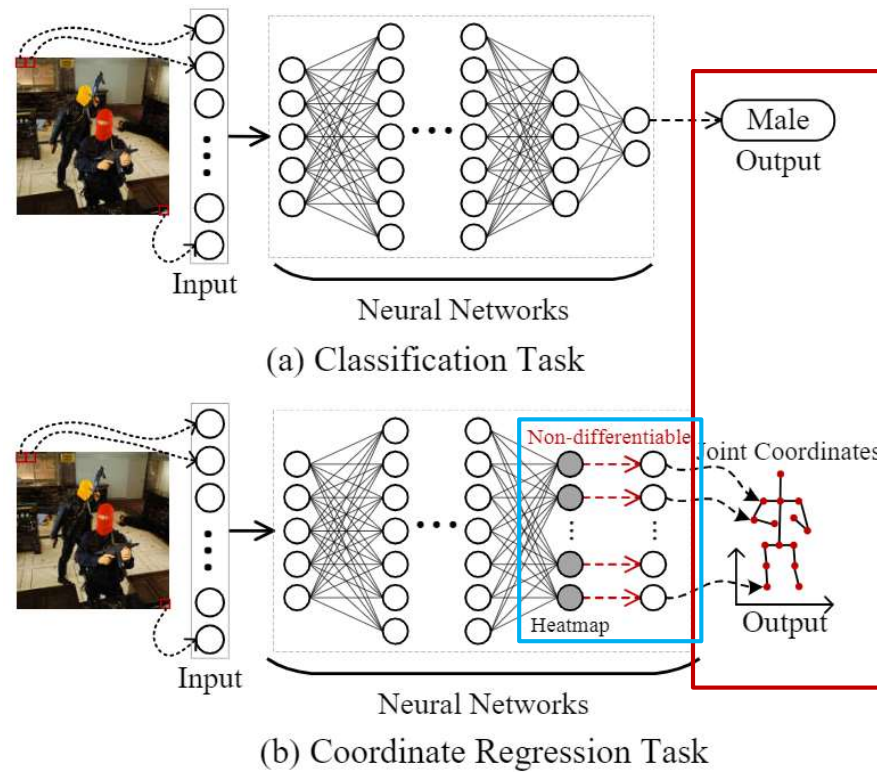 Male
Output
Input
Neural Networks
(a) Classification Task
Non-differentiable
Joint Coordinates
Heatmap
Output
Input
Neural Networks
(b) Coordinate Regression Task